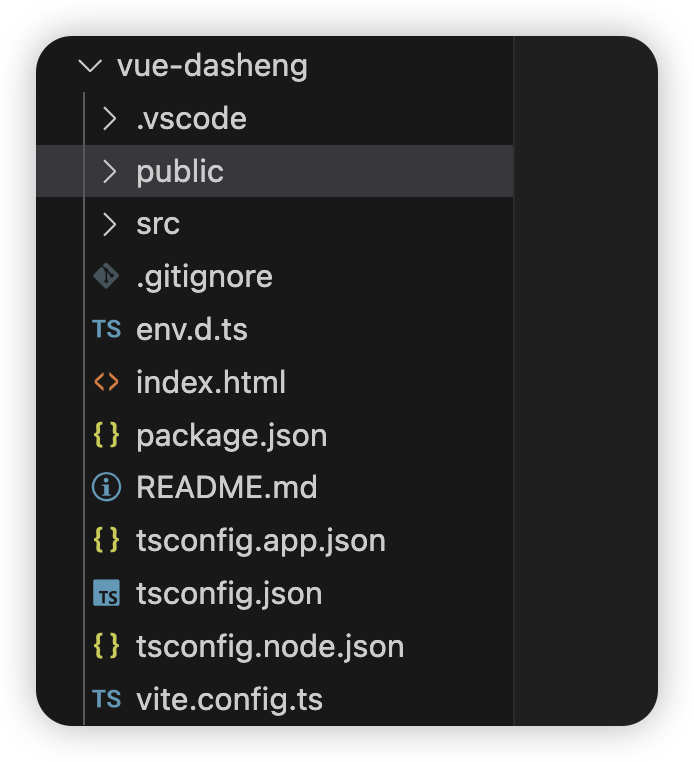 vue-dasheng
.vscode
public
src
.gitignore
TS env.d.ts
<> index.html
{} package.json
README.md
{} tsconfig.app.json
TS tsconfig.json
{} tsconfig.node.json
TS vite.config.ts